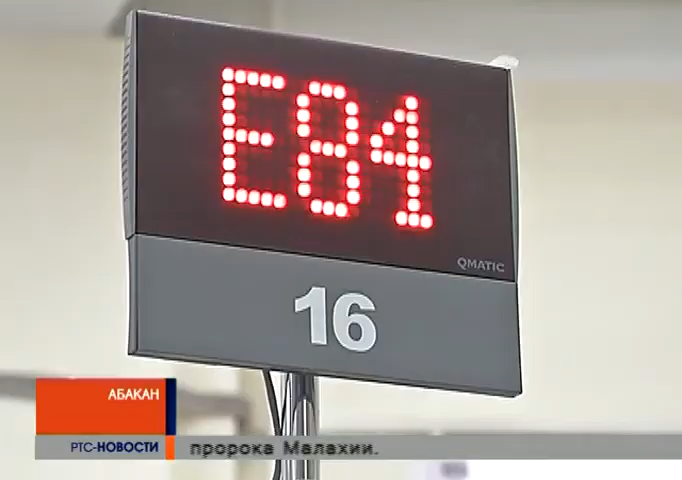 E84
QMATIC
16
АБАКАН
РТС-НОВОСТИ
пророка Малахии.